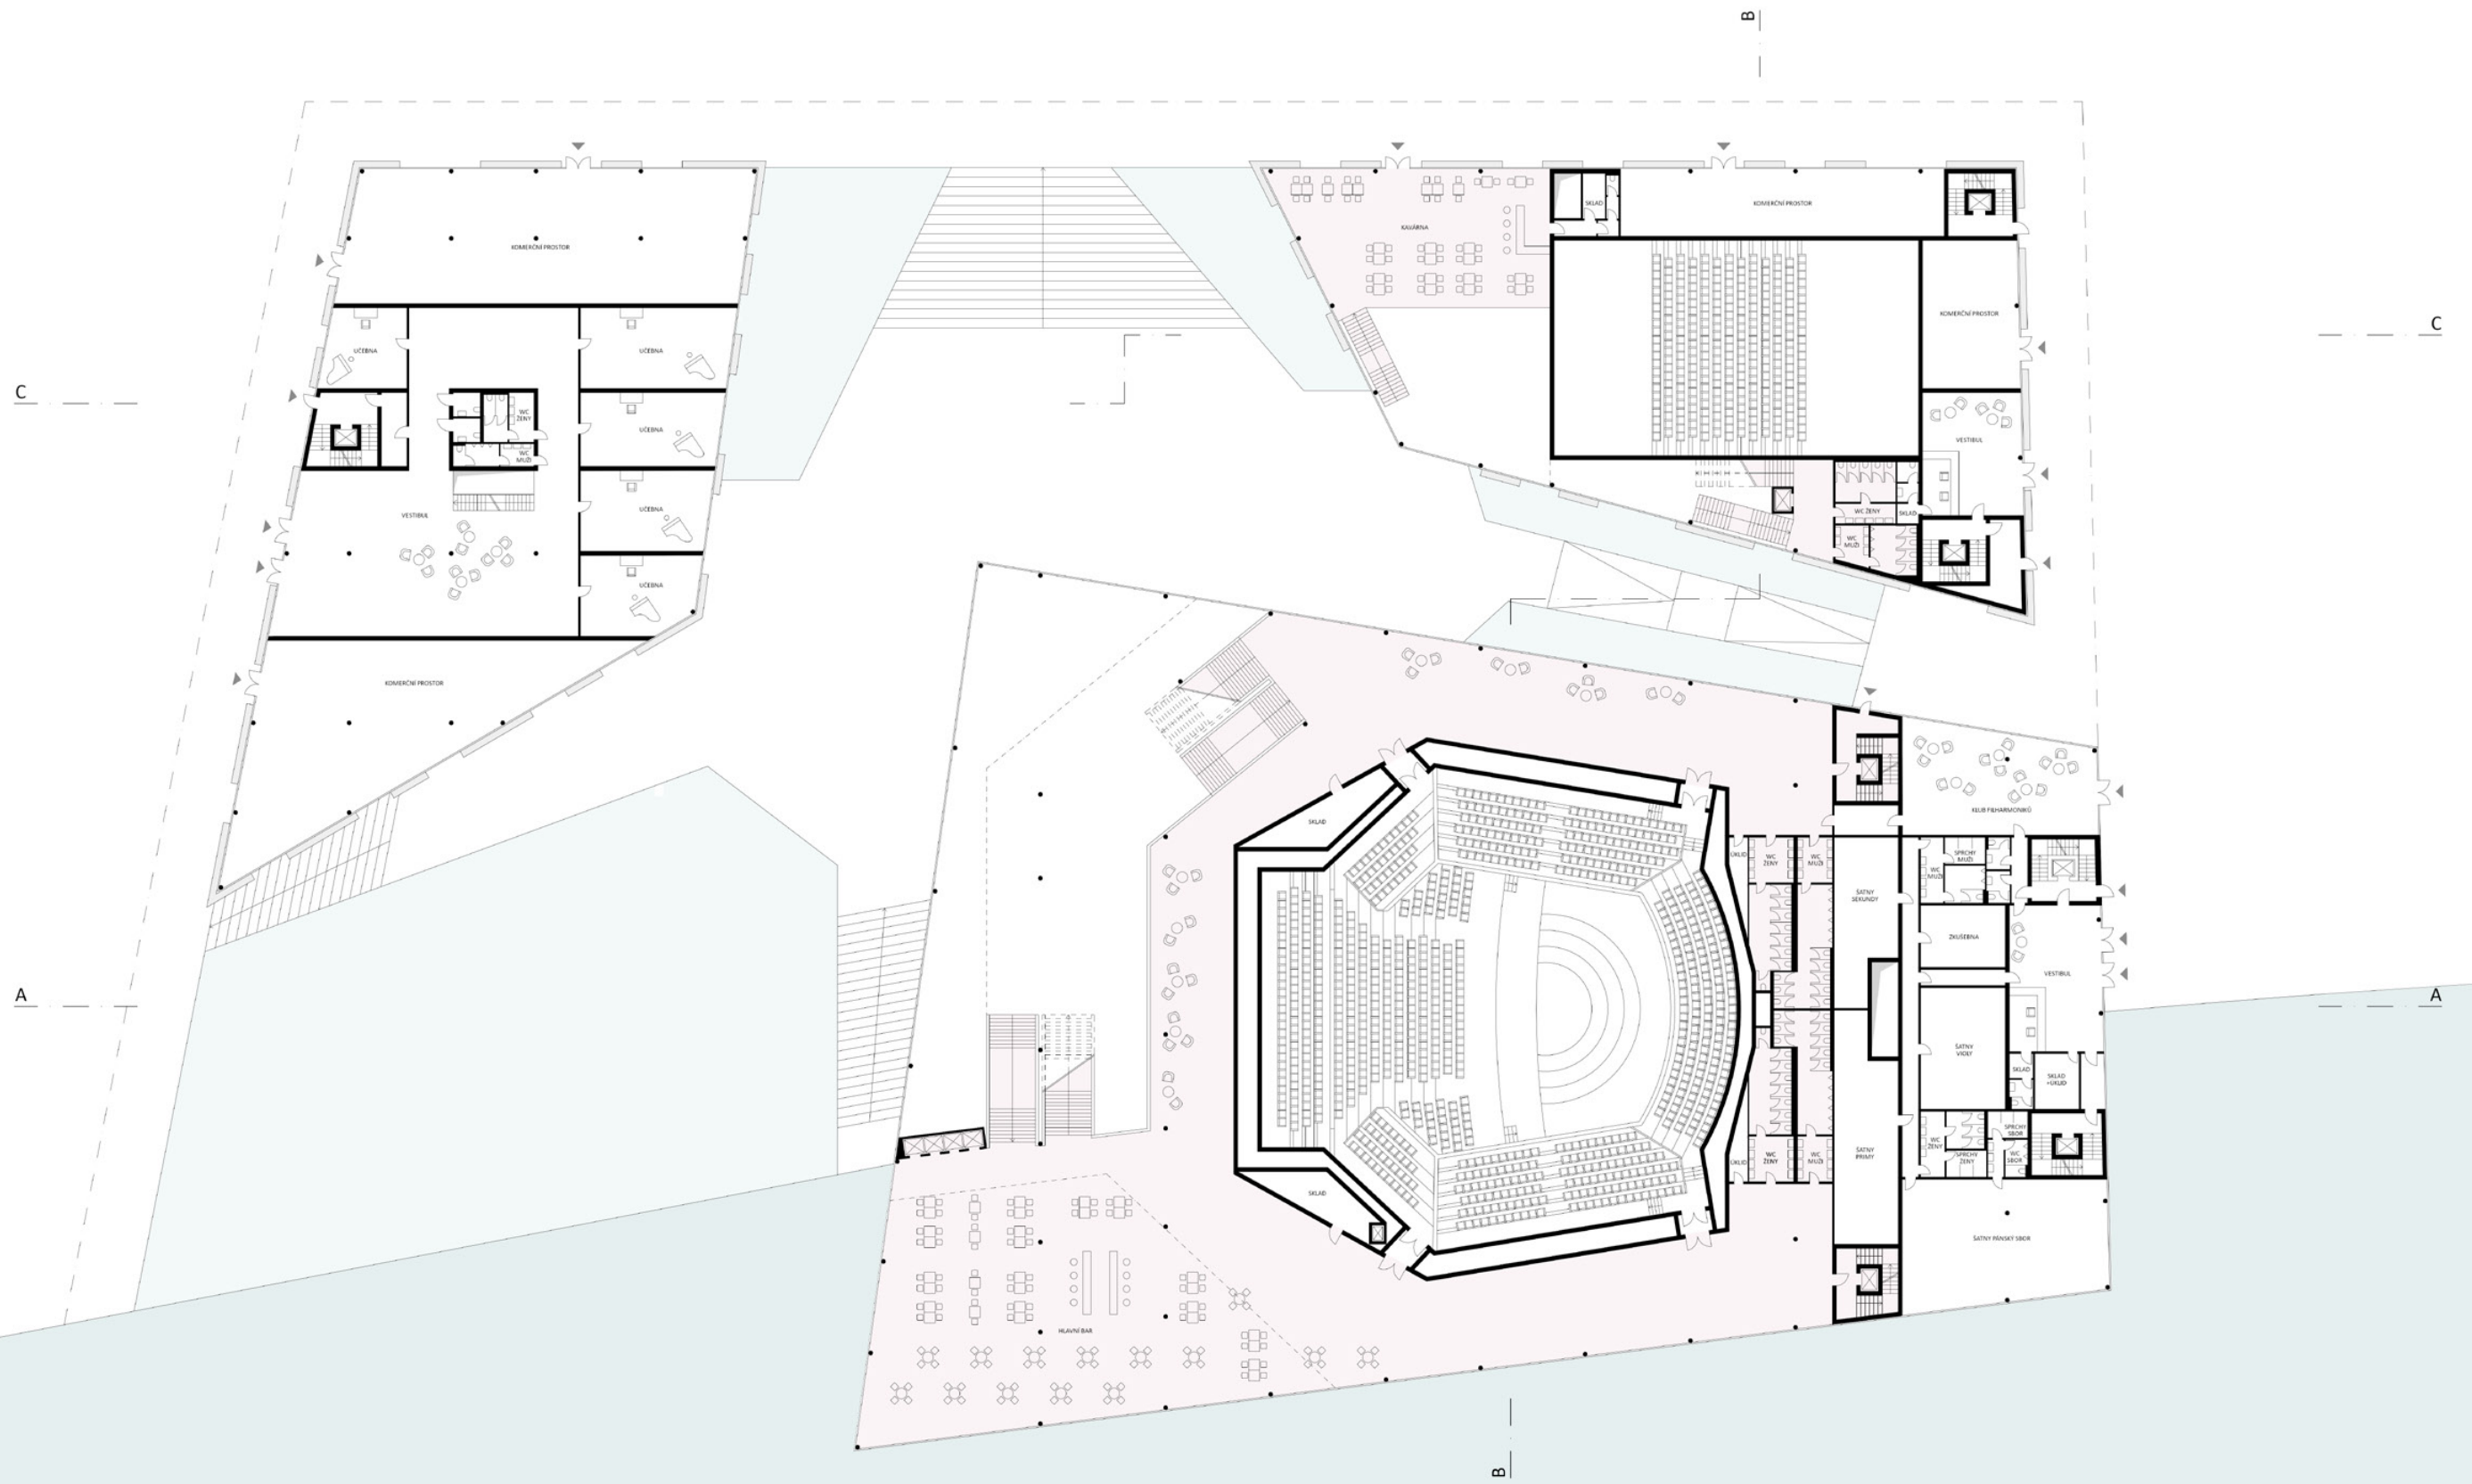 B
SKLAD
KOMERČNÍ PROSTOR
KAVÁRNA
KOMERČNÍ PROSTOR
KOMERČNÍ PROSTOR
C
UČEBNA
UČEBNA
C
WC
ŽENY
UČEBNA
WC
MUŽI
VESTIBUL
UČEBNA
VESTIBUL
WC ŽENY
SKLAD
WC
MUŽI
UČEBNA
KOMERČNÍ PROSTOR
KLUB FILHARMONIKŮ
SKLAD
ÚKLID
WC
ŽENY
WC
MUŽI
SPRCHY
MUŽI
WC
MUŽI
ŠATNY
SEKUNDY
ZKUŠEBNA
VESTIBUL
A
A
ŠATNY
VIOLY
SKLAD
SKLAD
+ÚKLID
SPRCHY
SBOR
WC
ŽENY
SPRCHY
ŽENY
WC
SBOR
ÚKLID
WC
ŽENY
WC
MUŽI
ŠATNY
PRIMY
SKLAD
ŠATNY PÁNSKÝ SBOR
HLAVNÍ BAR
B